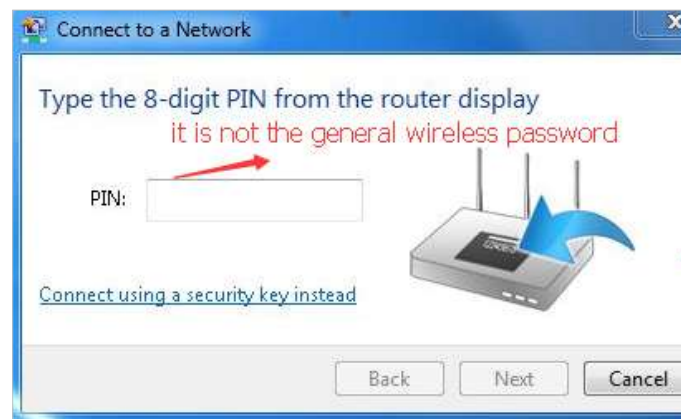 Connect to a Network
Type the 8-digit PIN from the router display
it is not the general wireless password
PIN:
Connect using a security key instead
Back
Next
Cancel